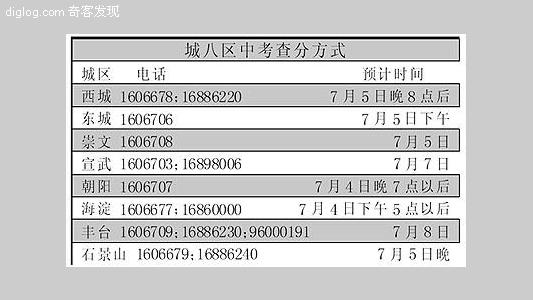 diglog.com 奇客发现
城八区中考查分方式
城区 电话 预计时间
西城 1606678;16886220 7月5日晚8点后
东城 1606706 7月5日下午
崇文 1606708 7月5日
宣武 1606703;16898006 7月7日
朝阳 1606707 7月4日晚7点以后
海淀 1606677;16860000 7月4日下午5点以后
丰台 1606709;16886230;96000191 7月8日
石景山 1606679;16886240 7月5日晚